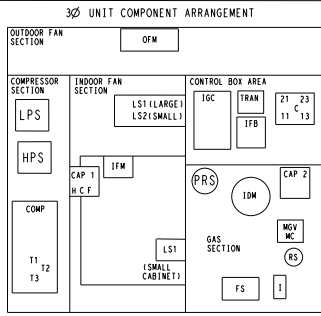 3Ø UNIT COMPONENT ARRANGEMENT
OUTDOOR FAN
SECTION
OFM
COMPRESSOR
SECTION
LPS
HPS
COMP
T1
T2
T3
INDOOR FAN
SECTION
LS1(LARGE)
LS2(SMALL)
IFM
CAP 1
H C F
LS1
(SMALL
CABINET)
CONTROL BOX AREA
IGC
TRAN
IFB
21 23
C
11 13
PRS
IDM
CAP 2
MGV
MC
RS
GAS
SECTION
FS
I